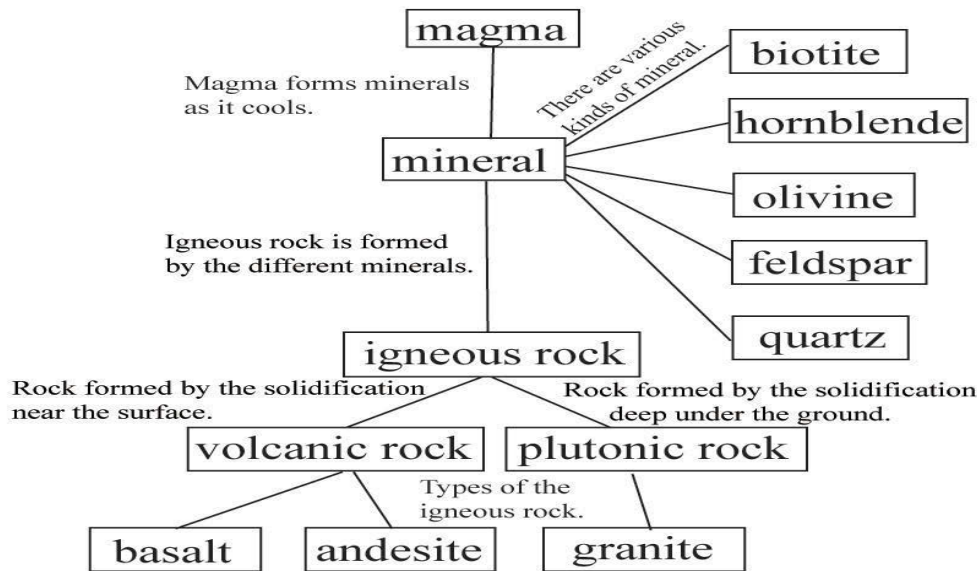 magma
Magma forms minerals
as it cools.
There are various
kinds of mineral.
biotite
hornblende
mineral
olivine
feldspar
quartz
Igneous rock is formed
by the different minerals.
igneous rock
Rock formed by the solidification
near the surface.
Rock formed by the solidification
deep under the ground.
volcanic rock
plutonic rock
Types of the
igneous rock.
basalt
andesite
granite